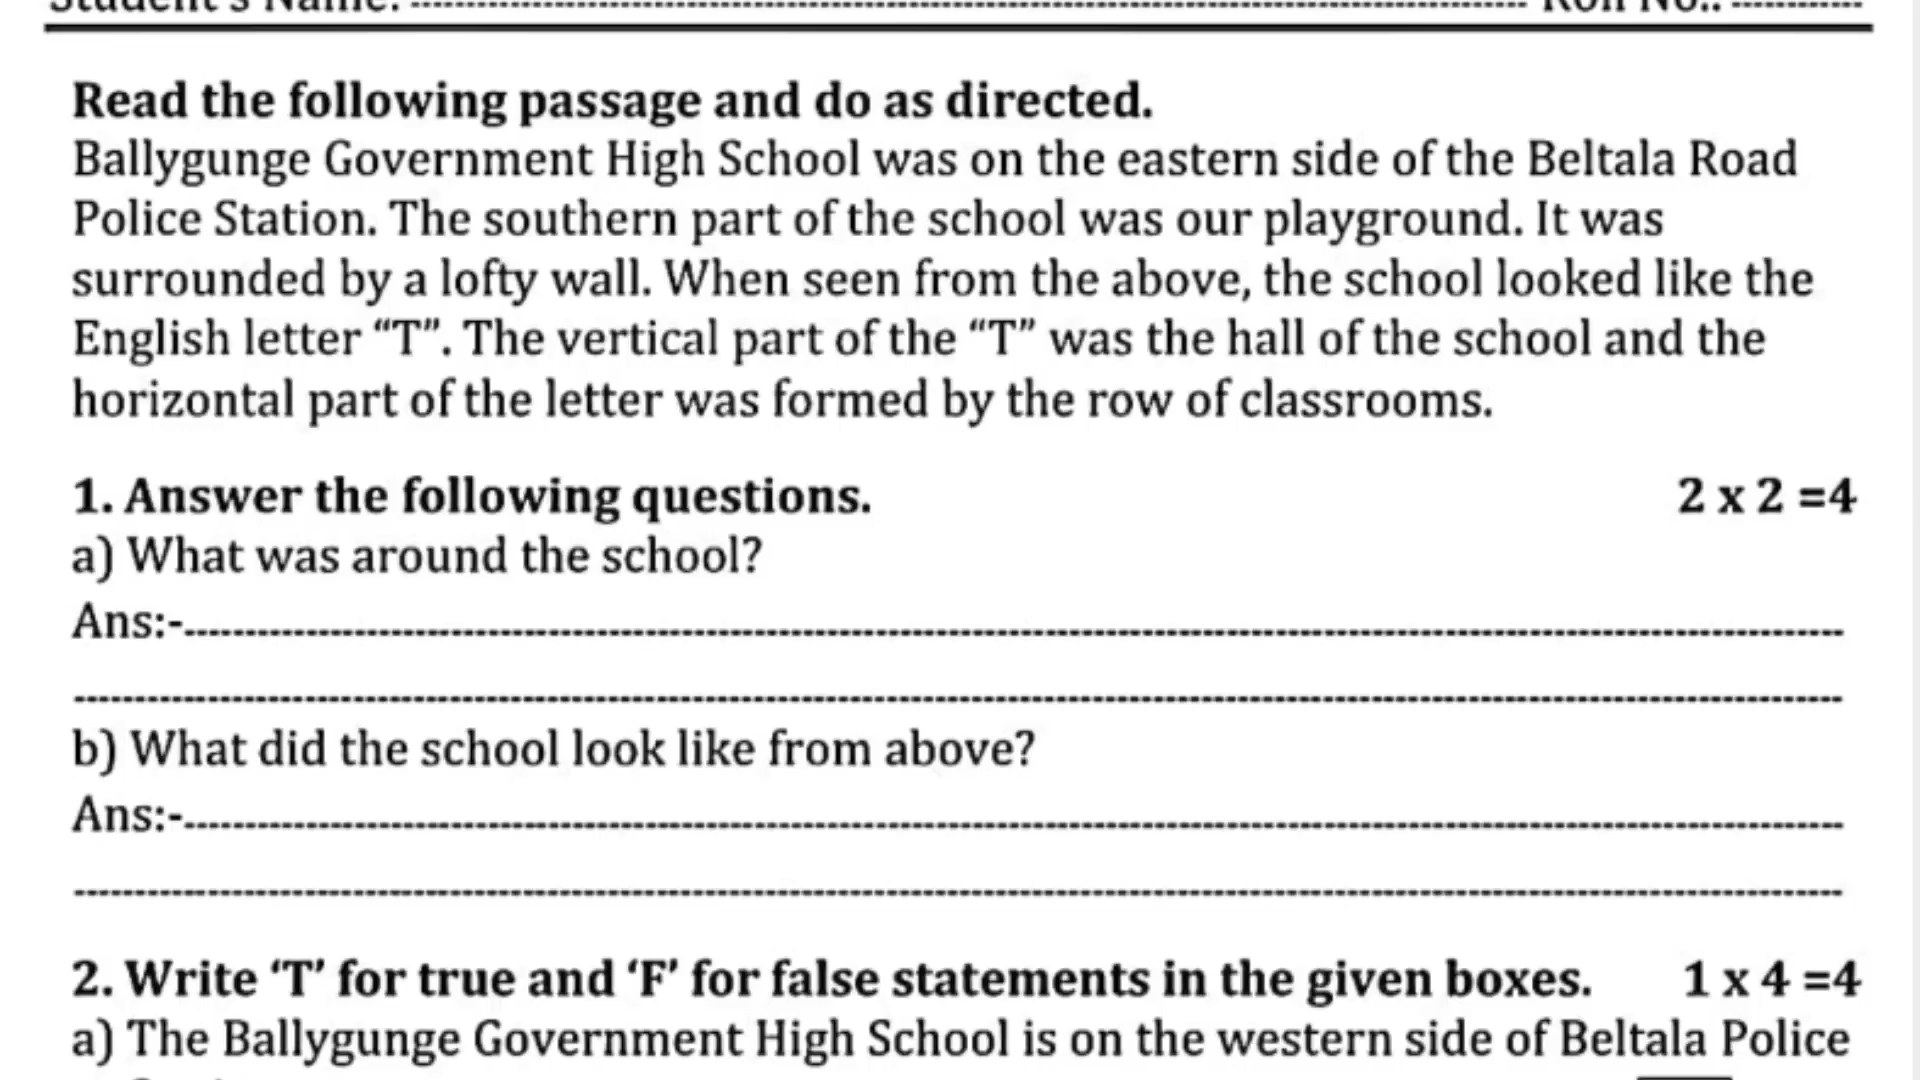 Student's Name: Roll No.:
Read the following passage and do as directed.
Ballygunge Government High School was on the eastern side of the Beltala Road
Police Station. The southern part of the school was our playground. It was
surrounded by a lofty wall. When seen from the above, the school looked like the
English letter “T”. The vertical part of the “T” was the hall of the school and the
horizontal part of the letter was formed by the row of classrooms.
1. Answer the following questions. 2 x 2 =4
a) What was around the school?
Ans:-
b) What did the school look like from above?
Ans:-
2. Write ‘T’ for true and ‘F’ for false statements in the given boxes. 1 x 4 =4
a) The Ballygunge Government High School is on the western side of Beltala Police